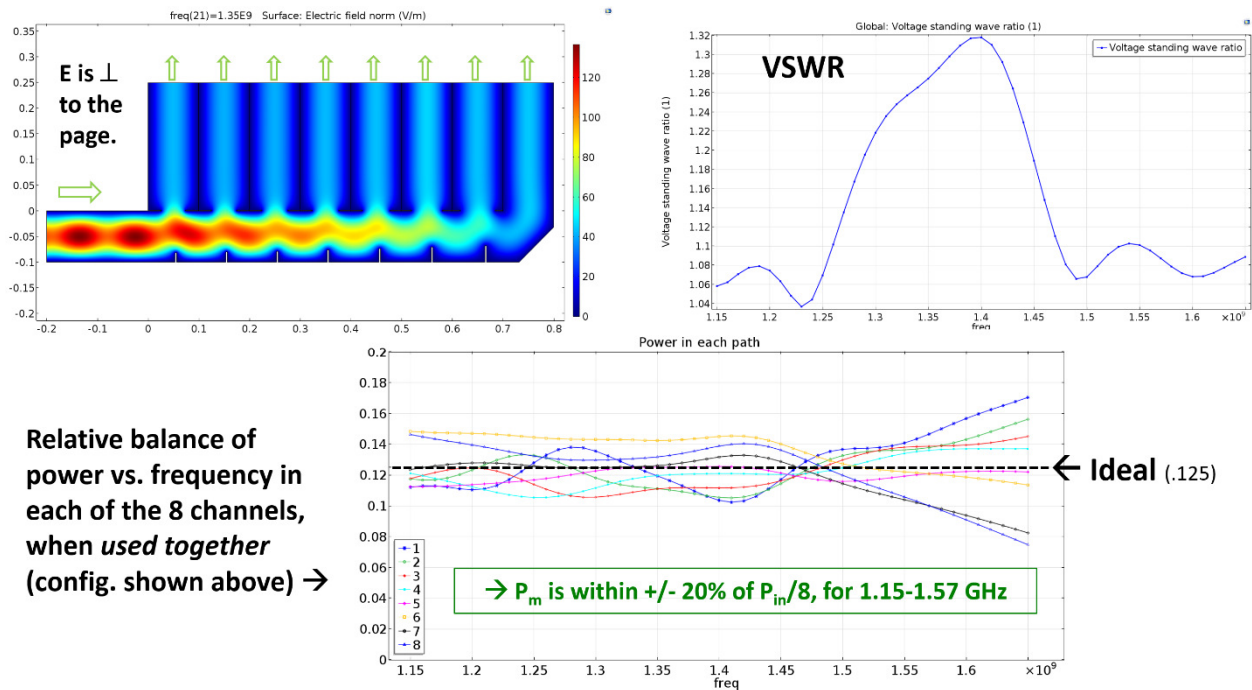 freq(21)=1.35E9   Surface: Electric field norm (V/m)
0.35
0.3
0.25
0.2
0.15
0.1
0.05
0
-0.05
-0.1
-0.15
-0.2
-0.2 -0.1 0 0.1 0.2 0.3 0.4 0.5 0.6 0.7 0.8
E is ⊥
to the
page.
120
100
80
60
40
20
0
Global: Voltage standing wave ratio (1)
VSWR
Voltage standing wave ratio
Voltage standing wave ratio (1)
1.32
1.3
1.28
1.26
1.24
1.22
1.2
1.18
1.16
1.14
1.12
1.1
1.08
1.06
1.04
1.15 1.2 1.25 1.3 1.35 1.4 1.45 1.5 1.55 1.6 ×10⁹
freq
Power in each path
0.2
0.18
0.16
0.14
0.12
0.1
0.08
0.06
0.04
0.02
0
1
2
3
4
5
6
7
8
→ Pₘ is within +/- 20% of Pᵢₙ/8, for 1.15-1.57 GHz
1.15 1.2 1.25 1.3 1.35 1.4 1.45 1.5 1.55 1.6 ×10⁹
freq
Relative balance of
power vs. frequency in
each of the 8 channels,
when used together
(config. shown above) →
← Ideal (.125)